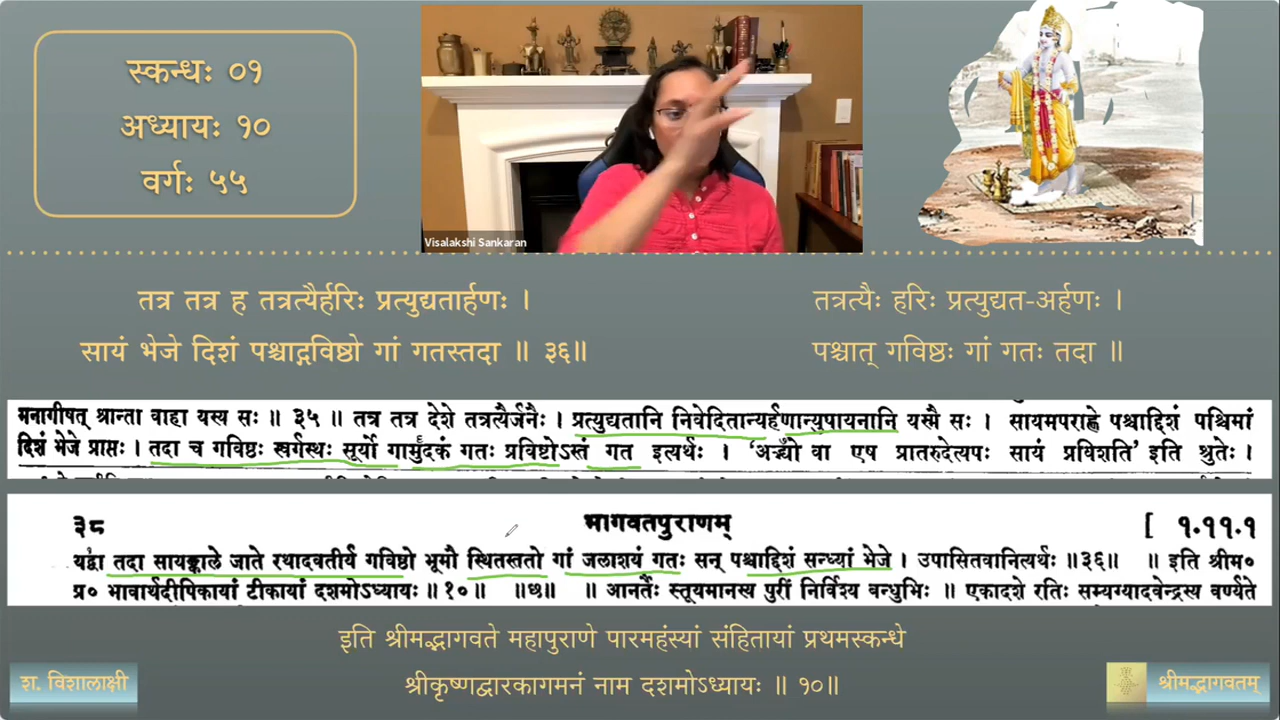 स्कन्धः ०१
अध्यायः १०
वर्गः ५५
Visalakshi Sankaran
तत्र तत्र ह तत्रत्यैर्हरिः प्रत्युद्यतार्हणः ।
सायं भेजे दिशं पश्चाद्गविष्ठो गां गतस्तदा ॥ ३६॥
तत्रत्यैः हरिः प्रत्युद्यत-अर्हणः ।
पश्चात् गविष्ठः गां गतः तदा ॥
मनागीषत् श्रान्ता वाहा यस्य सः ॥ ३५ ॥ तत्र तत्र देशे तत्रत्यैर्जनैः । प्रत्युद्यतानि निवेदितान्यर्हणान्युपायनानि यस्मै सः । सायमपराह्णे पश्चाद्दिशं पश्चिमां
दिशं भेजे प्राप्तः । तदा च गविष्ठः स्वर्गस्थः सूर्यो गामुदकं गतः प्रविष्टोऽस्तं गत इत्यर्थः । ‘अद्भ्यो वा एष प्रातरुदेत्यपः सायं प्रविशति’ इति श्रुतेः ।
३८ भागवतपुराणम् [ १.११.१
यद्वा तदा सायङ्काले जाते रथादवतीर्य गविष्ठो भूमौ स्थितस्ततो गां जलाशयं गतः सन् पश्चाद्दिशं सन्ध्यां भेजे । उपासितवानित्यर्थः ॥३६॥ ॥ इति श्रीम०
प्र० भावार्थदीपिकायां टीकायां दशमोऽध्यायः ॥ १० ॥ ॥छ॥ ॥ आनर्तैः स्तूयमानस्य पुरीं निर्विश्य बन्धुभिः ॥ एकादशे रतिः सम्यग्यादवेन्द्रस्य वर्ण्यते
इति श्रीमद्भागवते महापुराणे पारमहंस्यां संहितायां प्रथमस्कन्धे
श्रीकृष्णद्वारकागमनं नाम दशमोऽध्यायः ॥ १०॥
श. विशालाक्षी
श्रीमद्भागवतम्